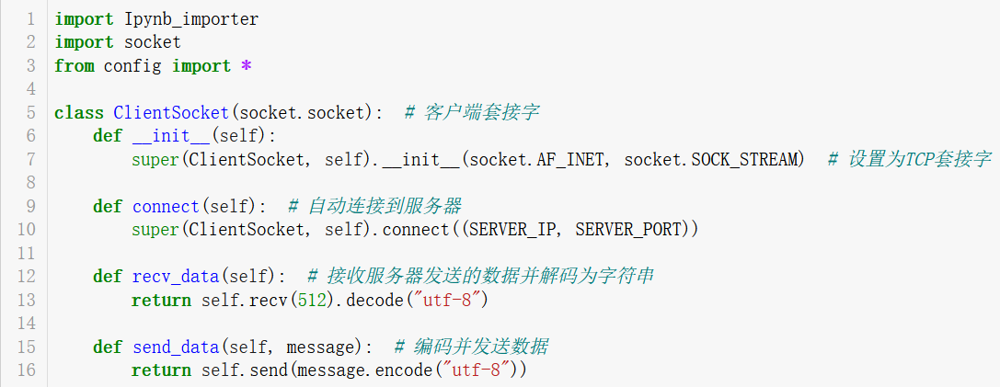 1 import Ipynb_importer
2 import socket
3 from config import *
4
5 class ClientSocket(socket.socket):  # 客户端套接字
6     def __init__(self):
7         super(ClientSocket, self).__init__(socket.AF_INET, socket.SOCK_STREAM)  # 设置为TCP套接字
8
9     def connect(self):  # 自动连接到服务器
10         super(ClientSocket, self).connect((SERVER_IP, SERVER_PORT))
11
12     def recv_data(self):  # 接收服务器发送的数据并解码为字符串
13         return self.recv(512).decode("utf-8")
14
15     def send_data(self, message):  # 编码并发送数据
16         return self.send(message.encode("utf-8"))